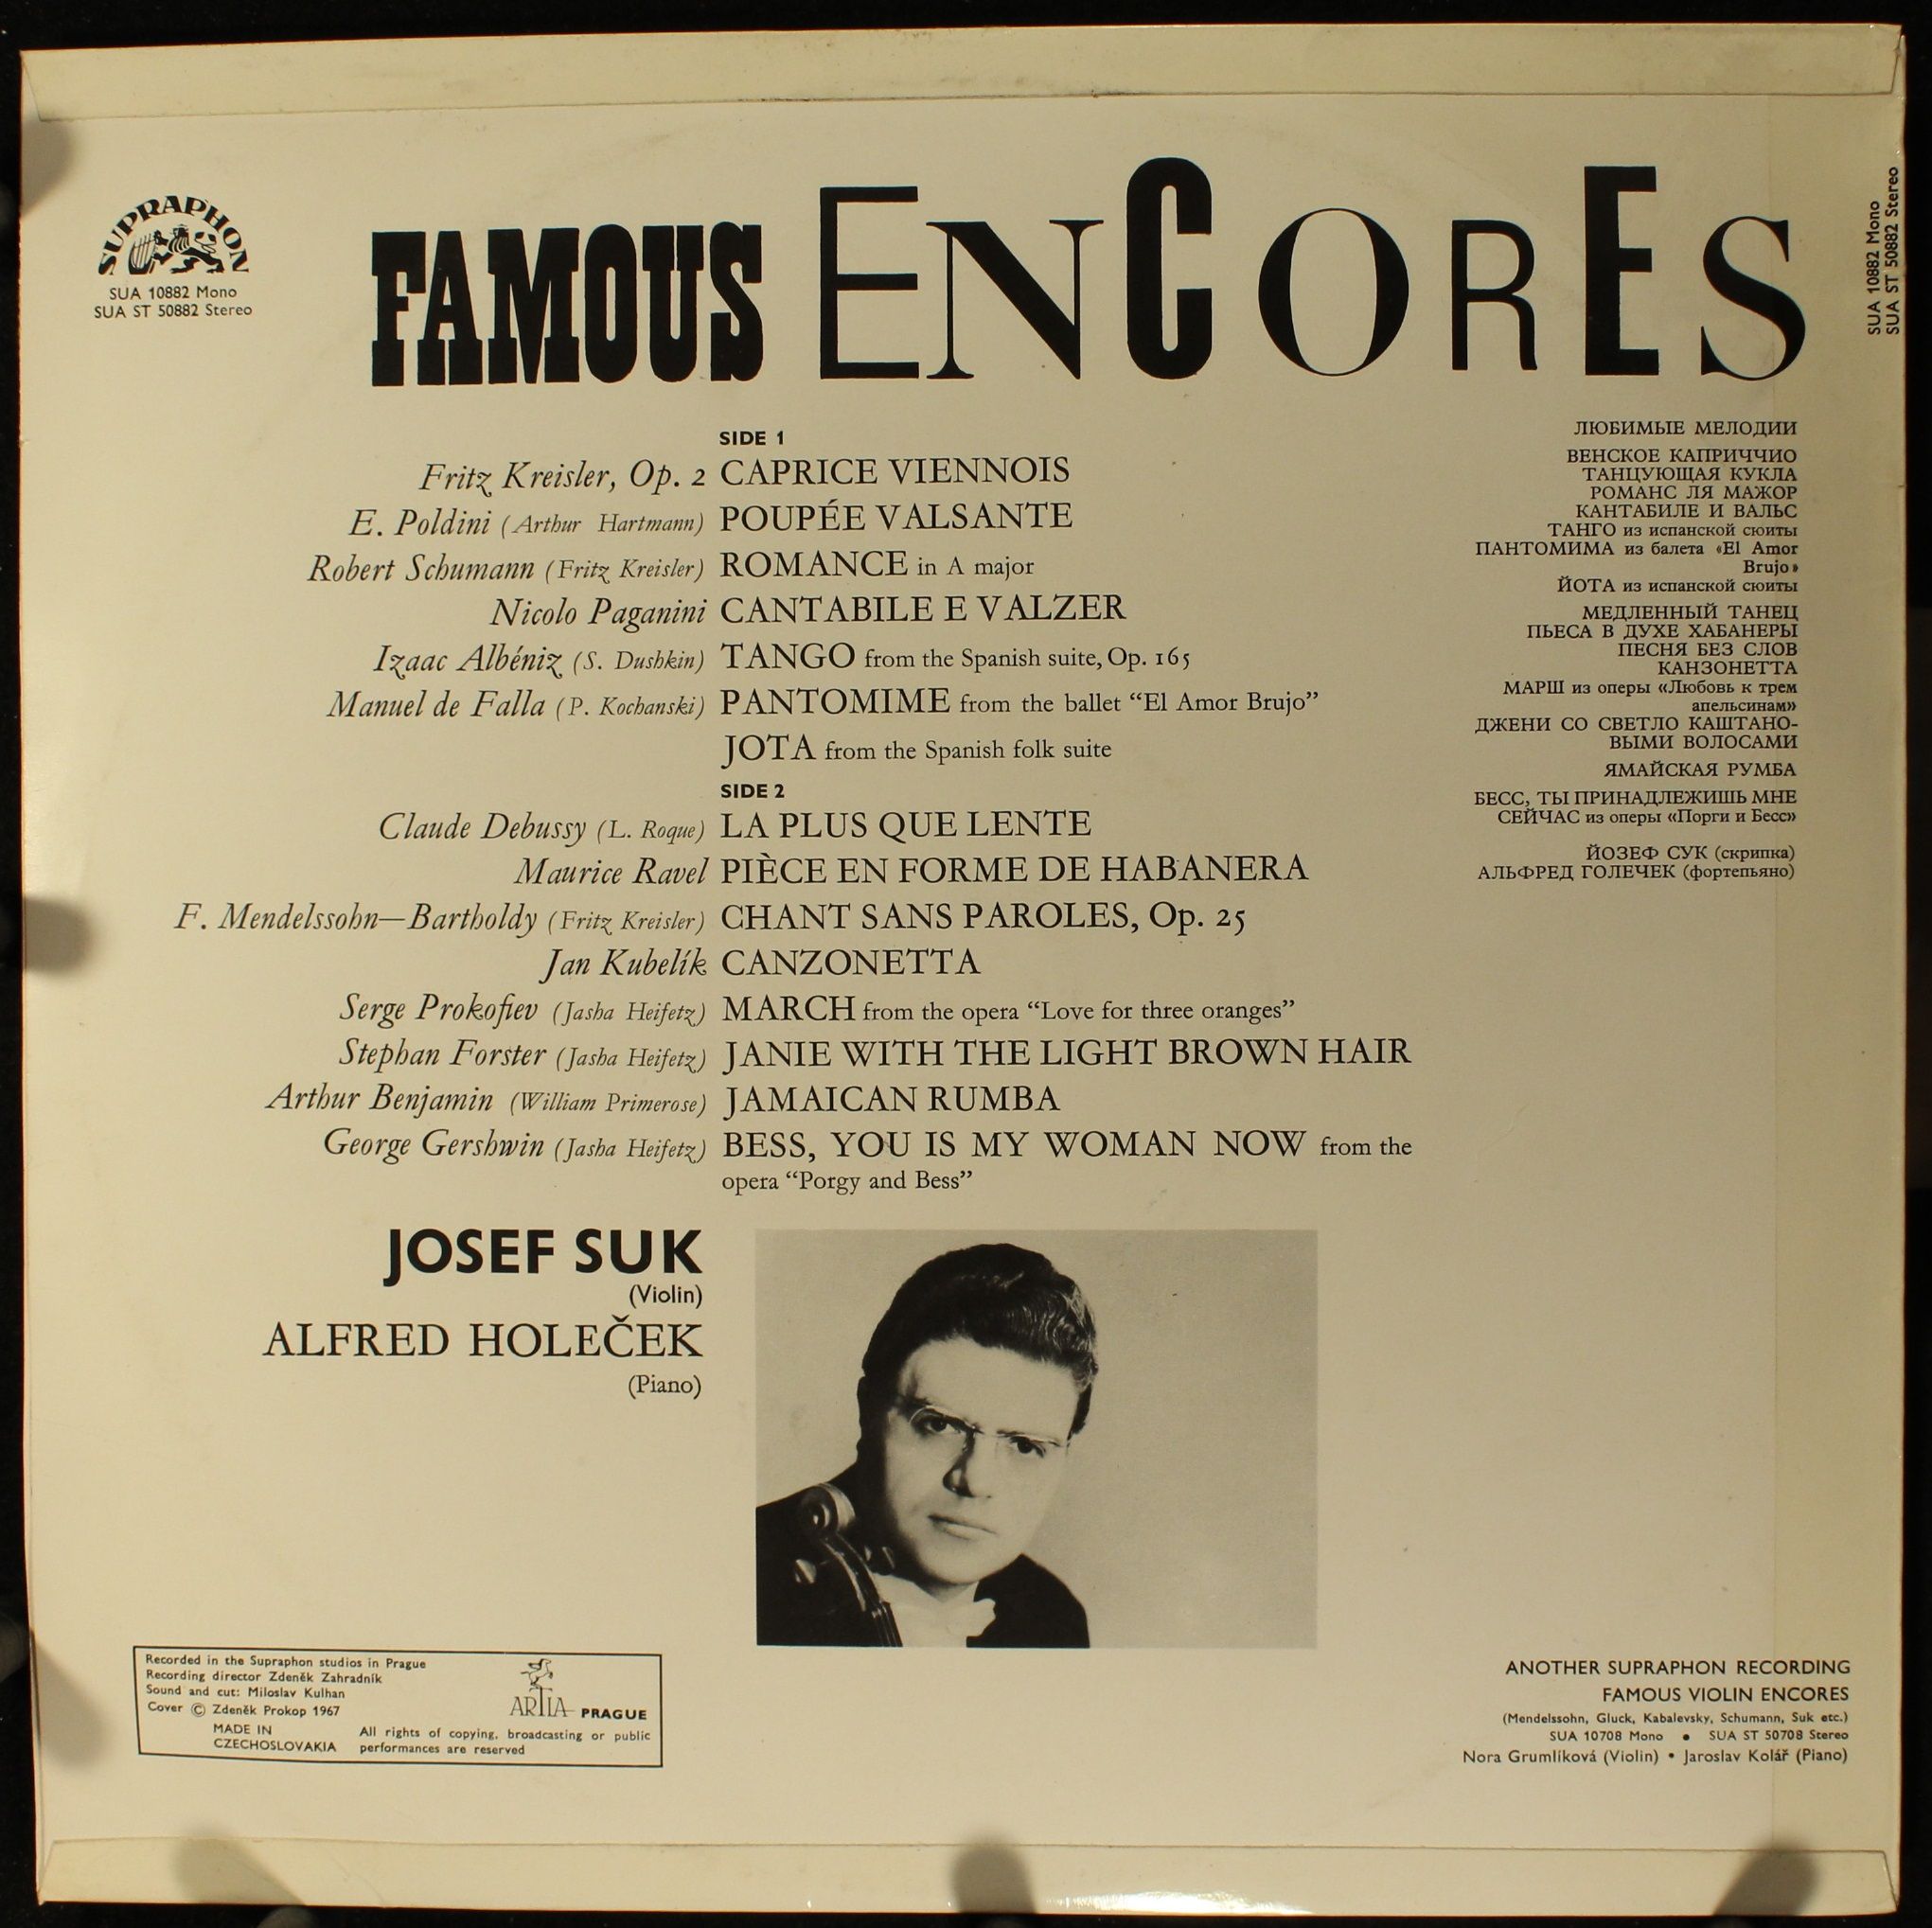 SUPRAPHON
SUA 10882 Mono
SUA ST 50882 Stereo
FAMOUS ENCORES
SUA 10882 Mono
SUA ST 50882 Stereo
SIDE 1
Fritz Kreisler, Op. 2 CAPRICE VIENNOIS
E. Poldini (Arthur Hartmann) POUPÉE VALSANTE
Robert Schumann (Fritz Kreisler) ROMANCE in A major
Nicolo Paganini CANTABILE E VALZER
Izaac Albéniz (S. Dushkin) TANGO from the Spanish suite, Op. 165
Manuel de Falla (P. Kochanski) PANTOMIME from the ballet “El Amor Brujo”
JOTA from the Spanish folk suite
SIDE 2
Claude Debussy (L. Roque) LA PLUS QUE LENTE
Maurice Ravel PIÈCE EN FORME DE HABANERA
F. Mendelssohn—Bartholdy (Fritz Kreisler) CHANT SANS PAROLES, Op. 25
Jan Kubelík CANZONETTA
Serge Prokofiev (Jasha Heifetz) MARCH from the opera “Love for three oranges”
Stephan Forster (Jasha Heifetz) JANIE WITH THE LIGHT BROWN HAIR
Arthur Benjamin (William Primerose) JAMAICAN RUMBA
George Gershwin (Jasha Heifetz) BESS, YOU IS MY WOMAN NOW from the
opera “Porgy and Bess”
ЛЮБИМЫЕ МЕЛОДИИ
ВЕНСКОЕ КАПРИЧЧИО
ТАНЦУЮЩАЯ КУКЛА
РОМАНС ЛЯ МАЖОР
КАНТАБИЛЕ И ВАЛЬС
ТАНГО из испанской сюиты
ПАНТОМИМА из балета «El Amor
Brujo»
ЙОТА из испанской сюиты
МЕДЛЕННЫЙ ТАНЕЦ
ПЬЕСА В ДУХЕ ХАБАНЕРЫ
ПЕСНЯ БЕЗ СЛОВ
КАНЗОНЕТТА
МАРШ из оперы «Любовь к трем
апельсинам»
ДЖЕНИ СО СВЕТЛО КАШТАНО-
ВЫМИ ВОЛОСАМИ
ЯМАЙСКАЯ РУМБА
БЕСС, ТЫ ПРИНАДЛЕЖИШЬ МНЕ
СЕЙЧАС из оперы «Порги и Бесс»
ЙОЗЕФ СУК (скрипка)
АЛЬФРЕД ГОЛЕЧЕК (фортепьяно)
JOSEF SUK
(Violin)
ALFRED HOLEČEK
(Piano)
Recorded in the Supraphon studios in Prague
Recording director Zdeněk Zahradník
Sound and cut: Miloslav Kulhan
Cover © Zdeněk Prokop 1967
MADE IN
CZECHOSLOVAKIA
ARTIA PRAGUE
All rights of copying, broadcasting or public
performances are reserved
ANOTHER SUPRAPHON RECORDING
FAMOUS VIOLIN ENCORES
(Mendelssohn, Gluck, Kabalevsky, Schumann, Suk etc.)
SUA 10708 Mono • SUA ST 50708 Stereo
Nora Grumlíková (Violin) • Jaroslav Kolář (Piano)